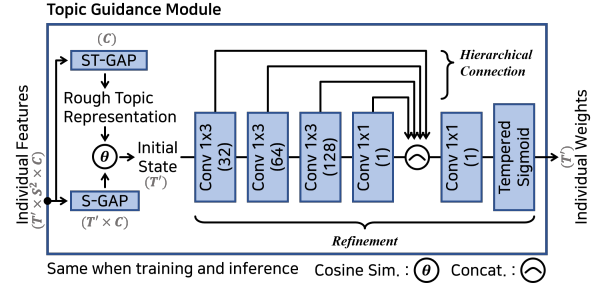 Topic Guidance Module
Individual Features
(T′ × S² × C)
(C)
ST-GAP
Rough Topic
Representation
θ
S-GAP
(T′ × C)
Initial
State
(T′)
Conv 1x3
(32)
Conv 1x3
(64)
Conv 1x3
(128)
Conv 1x1
(1)
Hierarchical
Connection
Conv 1x1
(1)
Tempered
Sigmoid
(T′)
Individual Weights
Refinement
Same when training and inference Cosine Sim. : θ Concat. :